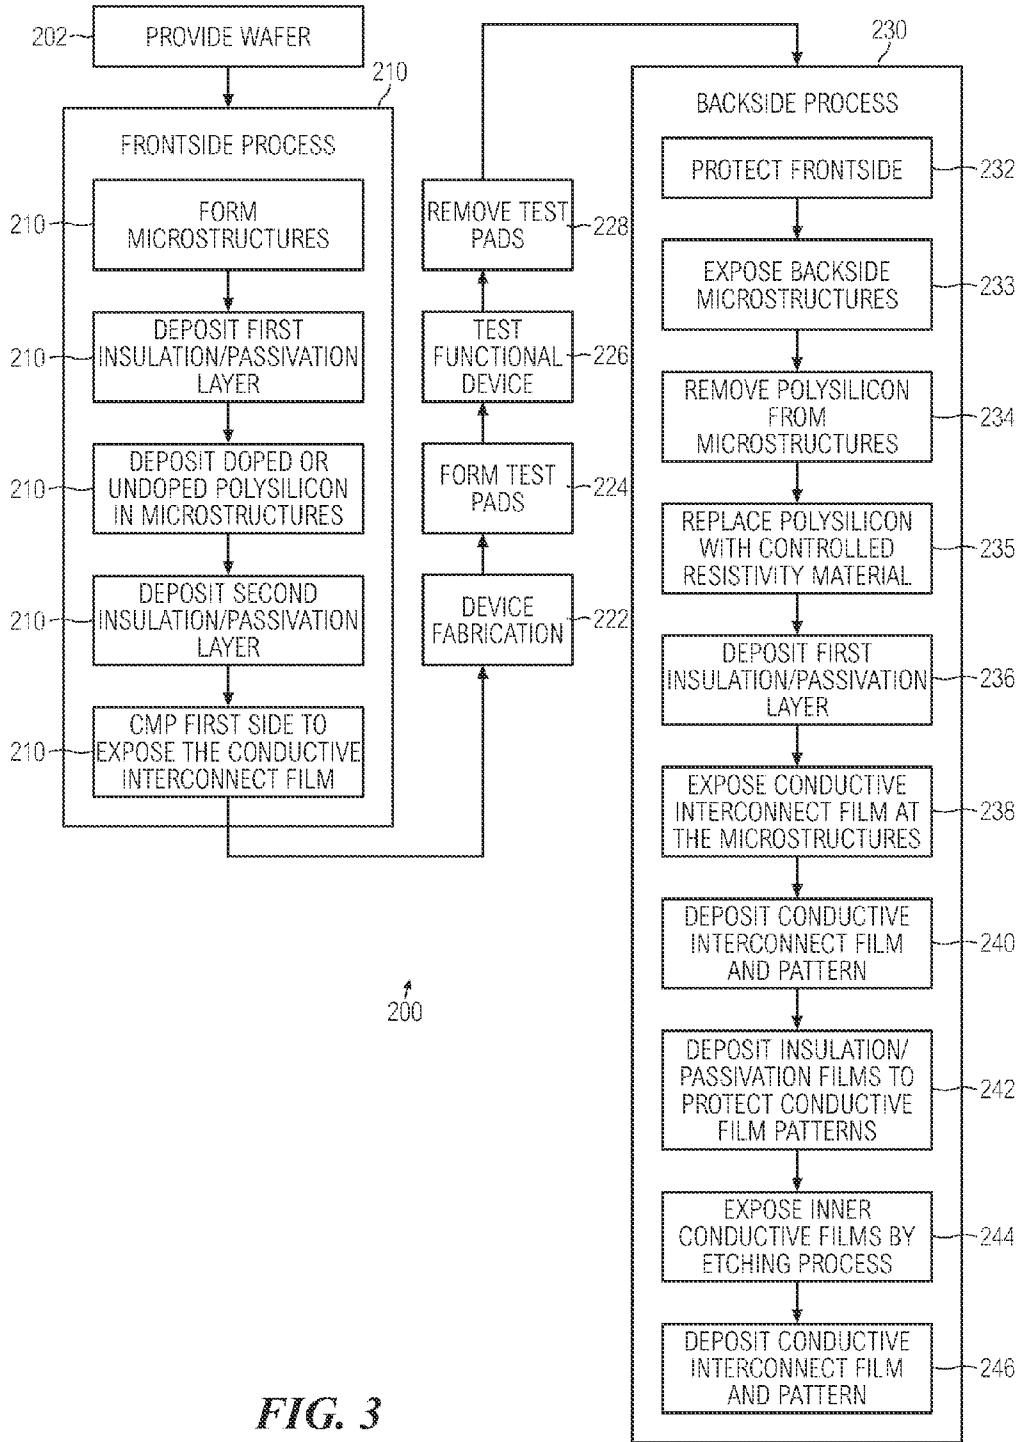 202
PROVIDE WAFER
210
FRONTSIDE PROCESS
210
FORM
MICROSTRUCTURES
210
DEPOSIT FIRST
INSULATION/PASSIVATION
LAYER
210
DEPOSIT DOPED OR
UNDOPED POLYSILICON
IN MICROSTRUCTURES
210
DEPOSIT SECOND
INSULATION/PASSIVATION
LAYER
210
CMP FIRST SIDE TO
EXPOSE THE CONDUCTIVE
INTERCONNECT FILM
REMOVE TEST
PADS
228
TEST
FUNCTIONAL
DEVICE
226
FORM TEST
PADS
224
DEVICE
FABRICATION
222
200
230
BACKSIDE PROCESS
PROTECT FRONTSIDE
232
EXPOSE BACKSIDE
MICROSTRUCTURES
233
REMOVE POLYSILICON
FROM
MICROSTRUCTURES
234
REPLACE POLYSILICON
WITH CONTROLLED
RESISTIVITY MATERIAL
235
DEPOSIT FIRST
INSULATION/PASSIVATION
LAYER
236
EXPOSE CONDUCTIVE
INTERCONNECT FILM AT
THE MICROSTRUCTURES
238
DEPOSIT CONDUCTIVE
INTERCONNECT FILM
AND PATTERN
240
DEPOSIT INSULATION/
PASSIVATION FILMS TO
PROTECT CONDUCTIVE
FILM PATTERNS
242
EXPOSE INNER
CONDUCTIVE FILMS BY
ETCHING PROCESS
244
DEPOSIT CONDUCTIVE
INTERCONNECT FILM
AND PATTERN
246
FIG. 3